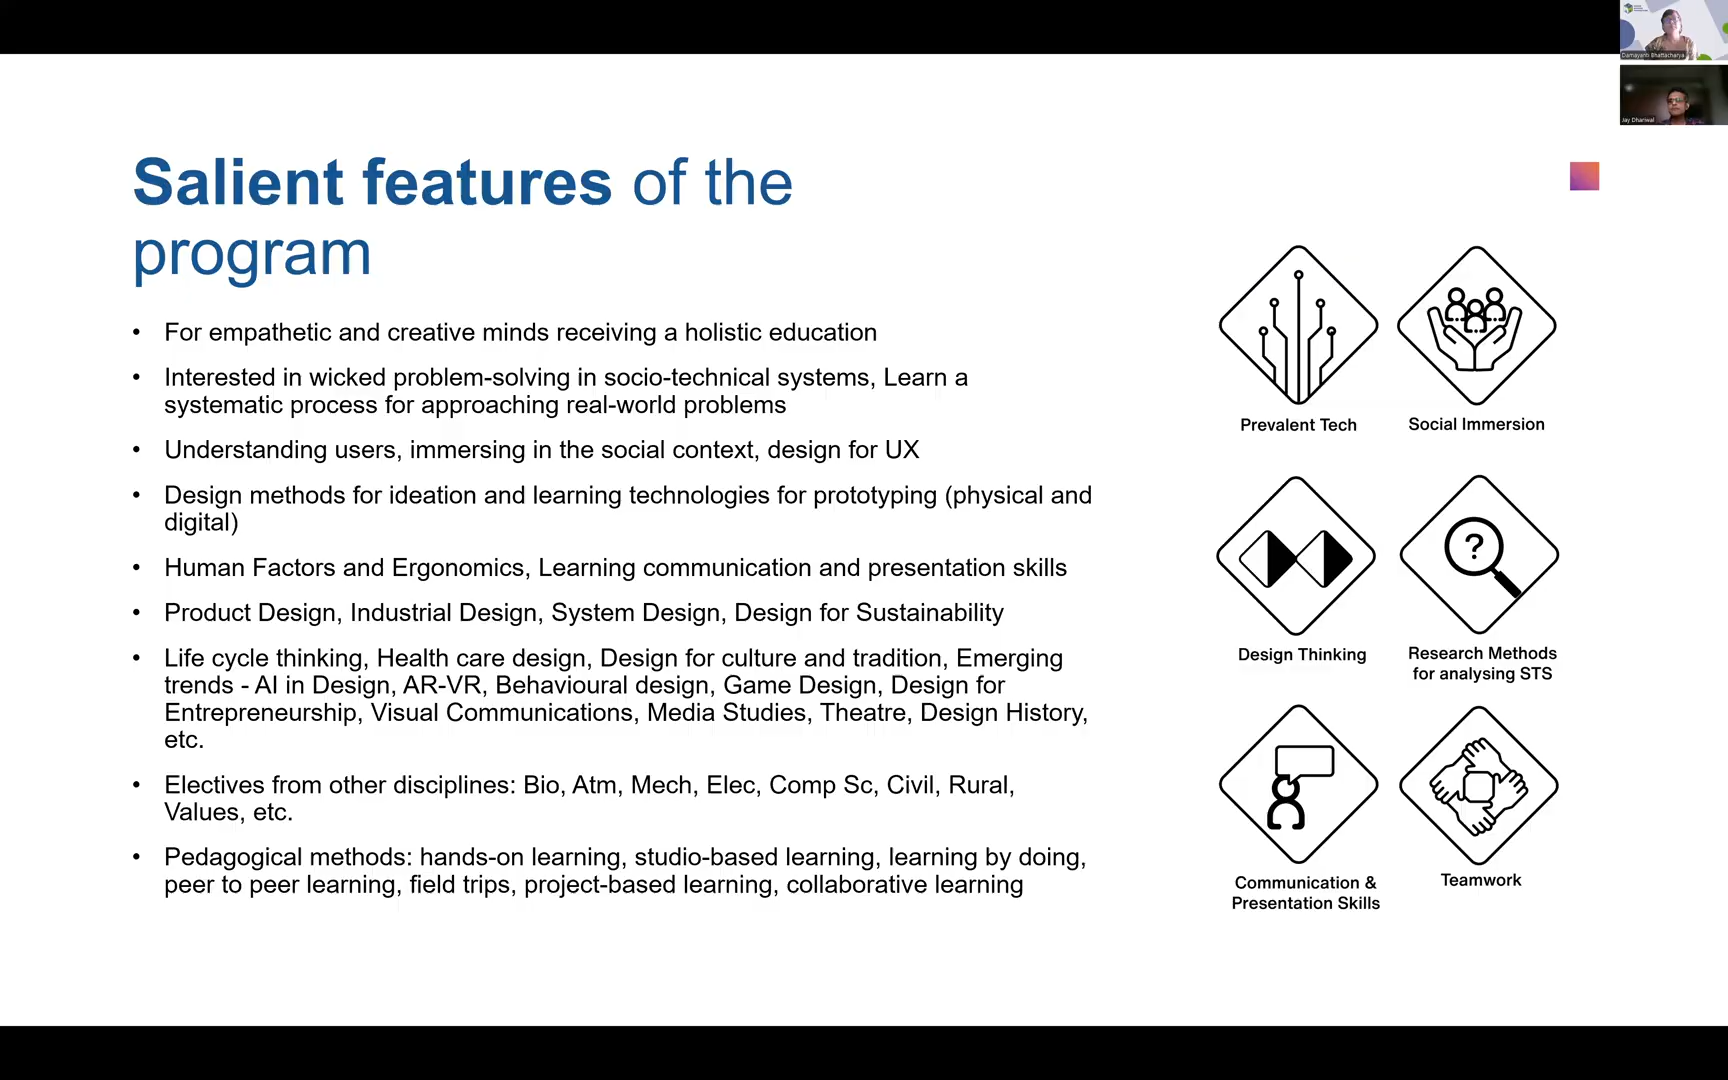 Salient features of the
program
• For empathetic and creative minds receiving a holistic education
• Interested in wicked problem-solving in socio-technical systems, Learn a
systematic process for approaching real-world problems
• Understanding users, immersing in the social context, design for UX
• Design methods for ideation and learning technologies for prototyping (physical and
digital)
• Human Factors and Ergonomics, Learning communication and presentation skills
• Product Design, Industrial Design, System Design, Design for Sustainability
• Life cycle thinking, Health care design, Design for culture and tradition, Emerging
trends - AI in Design, AR-VR, Behavioural design, Game Design, Design for
Entrepreneurship, Visual Communications, Media Studies, Theatre, Design History,
etc.
• Electives from other disciplines: Bio, Atm, Mech, Elec, Comp Sc, Civil, Rural,
Values, etc.
• Pedagogical methods: hands-on learning, studio-based learning, learning by doing,
peer to peer learning, field trips, project-based learning, collaborative learning
Prevalent Tech
Social Immersion
Design Thinking
?
Research Methods
for analysing STS
Communication &
Presentation Skills
Teamwork
Damayanti Bhattacharya
Jay Dhariwal